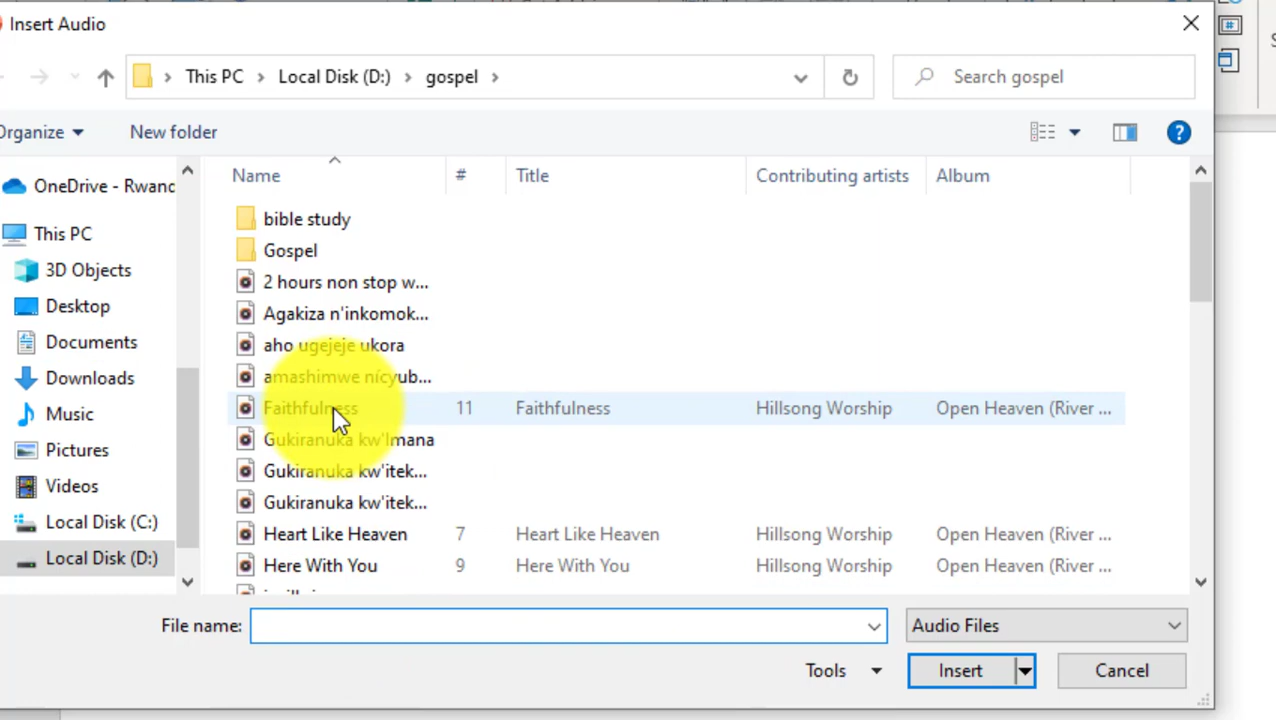 Insert Audio
This PC Local Disk (D:) gospel
Search gospel
Organize New folder
OneDrive - Rwand
This PC
3D Objects
Desktop
Documents
Downloads
Music
Pictures
Videos
Local Disk (C:)
Local Disk (D:)
Name # Title Contributing artists Album
bible study
Gospel
2 hours non stop w...
Agakiza n'inkomok...
aho ugejeje ukora
amashimwe nícyub...
Faithfulness 11 Faithfulness Hillsong Worship Open Heaven (River ...
Gukiranuka kw'Imana
Gukiranuka kw'itek...
Gukiranuka kw'itek...
Heart Like Heaven 7 Heart Like Heaven Hillsong Worship Open Heaven (River ...
Here With You 9 Here With You Hillsong Worship Open Heaven (River ...
File name: Audio Files
Tools Insert Cancel